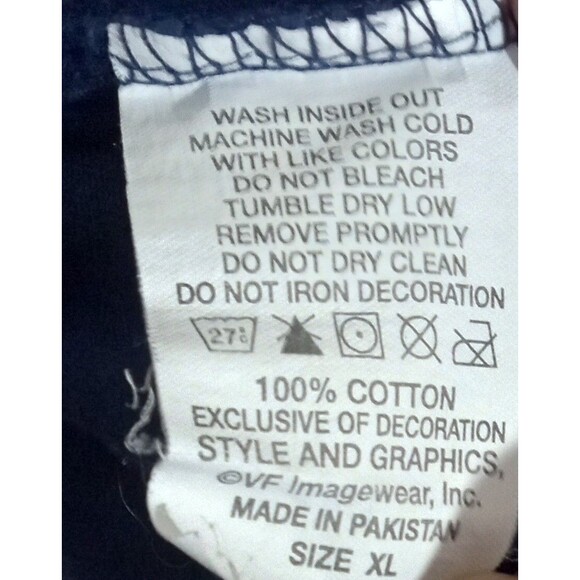 WASH INSIDE OUT
MACHINE WASH COLD
WITH LIKE COLORS
DO NOT BLEACH
TUMBLE DRY LOW
REMOVE PROMPTLY
DO NOT DRY CLEAN
DO NOT IRON DECORATION
27°C
100% COTTON
EXCLUSIVE OF DECORATION
STYLE AND GRAPHICS,
©VF Imagewear, Inc.
MADE IN PAKISTAN
SIZE XL